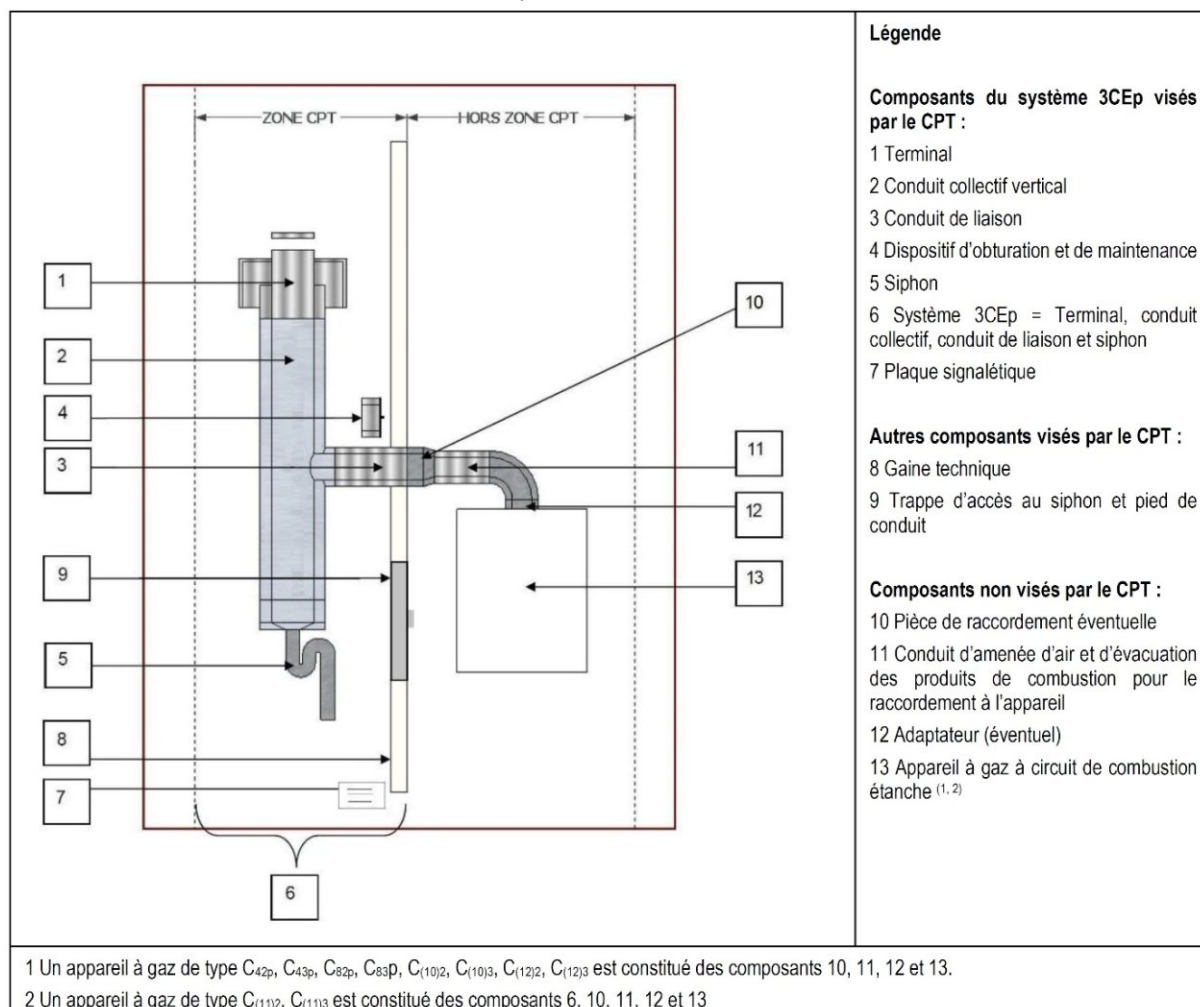 ZONE CPT
HORS ZONE CPT
1
2
4
3
9
5
8
7
6
10
11
12
13
Légende
Composants du système 3CEp visés
par le CPT :
1 Terminal
2 Conduit collectif vertical
3 Conduit de liaison
4 Dispositif d'obturation et de maintenance
5 Siphon
6 Système 3CEp = Terminal, conduit
collectif, conduit de liaison et siphon
7 Plaque signalétique
Autres composants visés par le CPT :
8 Gaine technique
9 Trappe d'accès au siphon et pied de
conduit
Composants non visés par le CPT :
10 Pièce de raccordement éventuelle
11 Conduit d'amenée d'air et d'évacuation
des produits de combustion pour le
raccordement à l'appareil
12 Adaptateur (éventuel)
13 Appareil à gaz à circuit de combustion
étanche (1, 2)
1 Un appareil à gaz de type C42p, C43p, C82p, C83p, C(10)2, C(10)3, C(12)2, C(12)3 est constitué des composants 10, 11, 12 et 13.
2 Un appareil à gaz de type C(11)2, C(11)3 est constitué des composants 6, 10, 11, 12 et 13